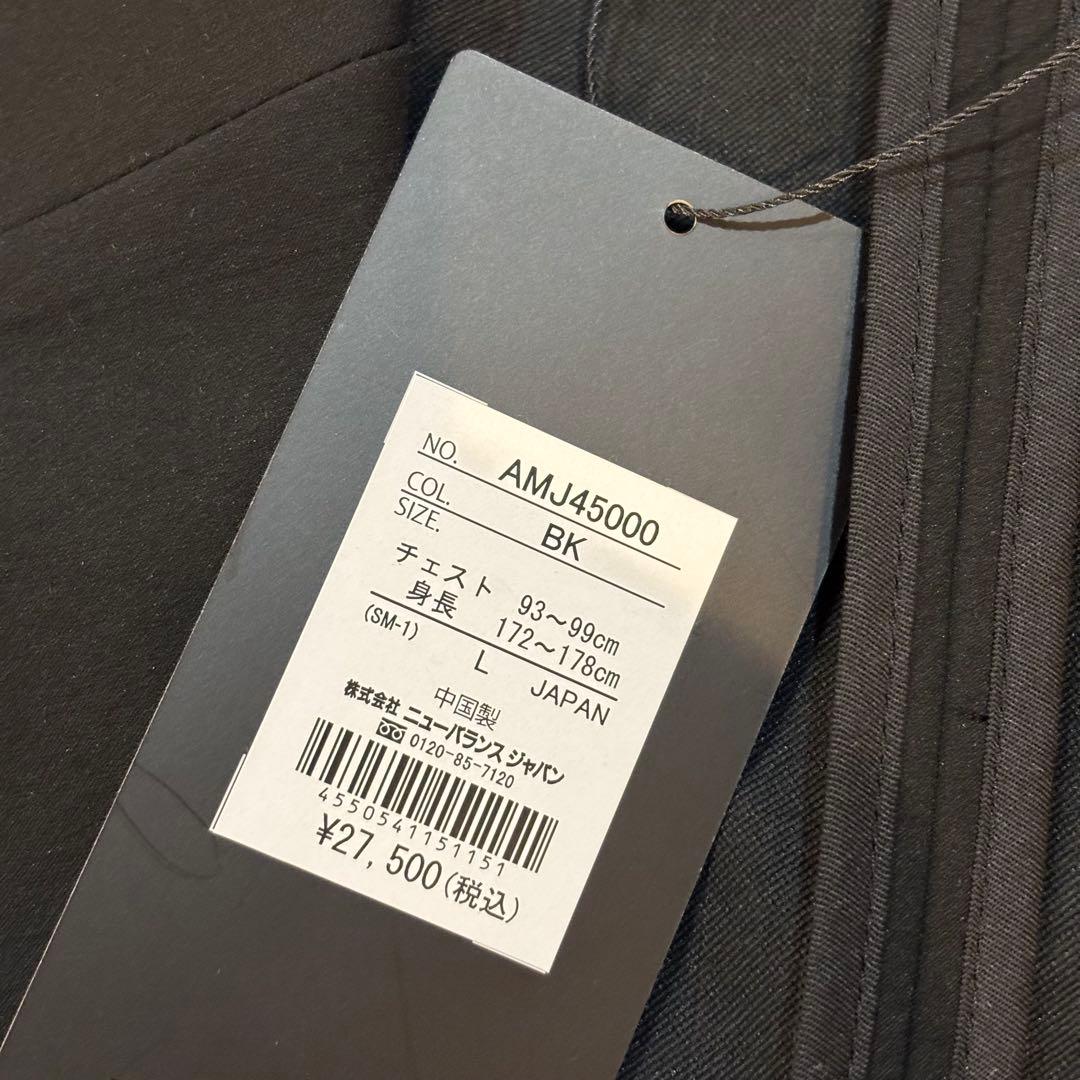 NO. AMJ45000
COL. BK
SIZE.
チェスト 93～99cm
身長 172～178cm
(SM-1) L JAPAN
中国製
株式会社 ニューバランス ジャパン
0120-85-7120
4550541151151
¥27,500(税込)